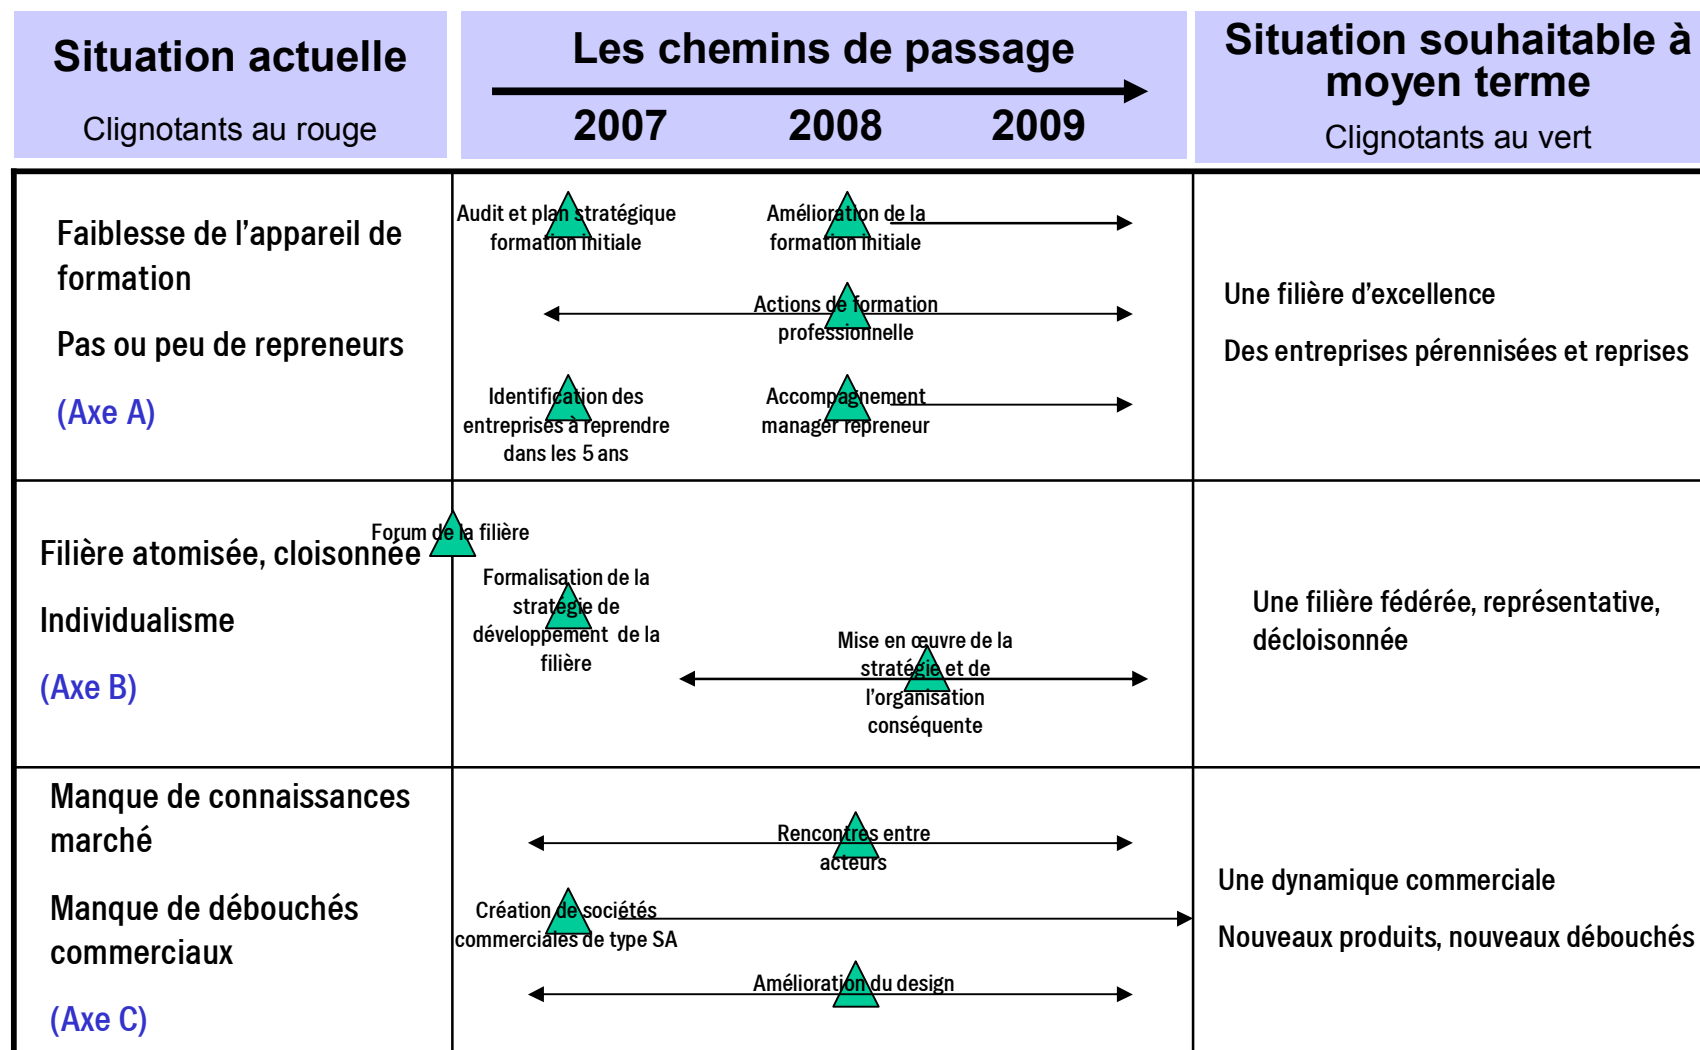 Situation actuelle
Clignotants au rouge
Les chemins de passage
2007 2008 2009
Situation souhaitable à
moyen terme
Clignotants au vert
Faiblesse de l’appareil de
formation
Pas ou peu de repreneurs
(Axe A)
Audit et plan stratégique
formation initiale
Amélioration de la
formation initiale
Actions de formation
professionnelle
Identification des
entreprises à reprendre
dans les 5 ans
Accompagnement
manager repreneur
Une filière d’excellence
Des entreprises pérennisées et reprises
Filière atomisée, cloisonnée
Individualisme
(Axe B)
Forum de la filière
Formalisation de la
stratégie de
développement de la
filière
Mise en œuvre de la
stratégie et de
l’organisation
conséquente
Une filière fédérée, représentative,
décloisonnée
Manque de connaissances
marché
Manque de débouchés
commerciaux
(Axe C)
Rencontres entre
acteurs
Création de sociétés
commerciales de type SA
Amélioration du design
Une dynamique commerciale
Nouveaux produits, nouveaux débouchés